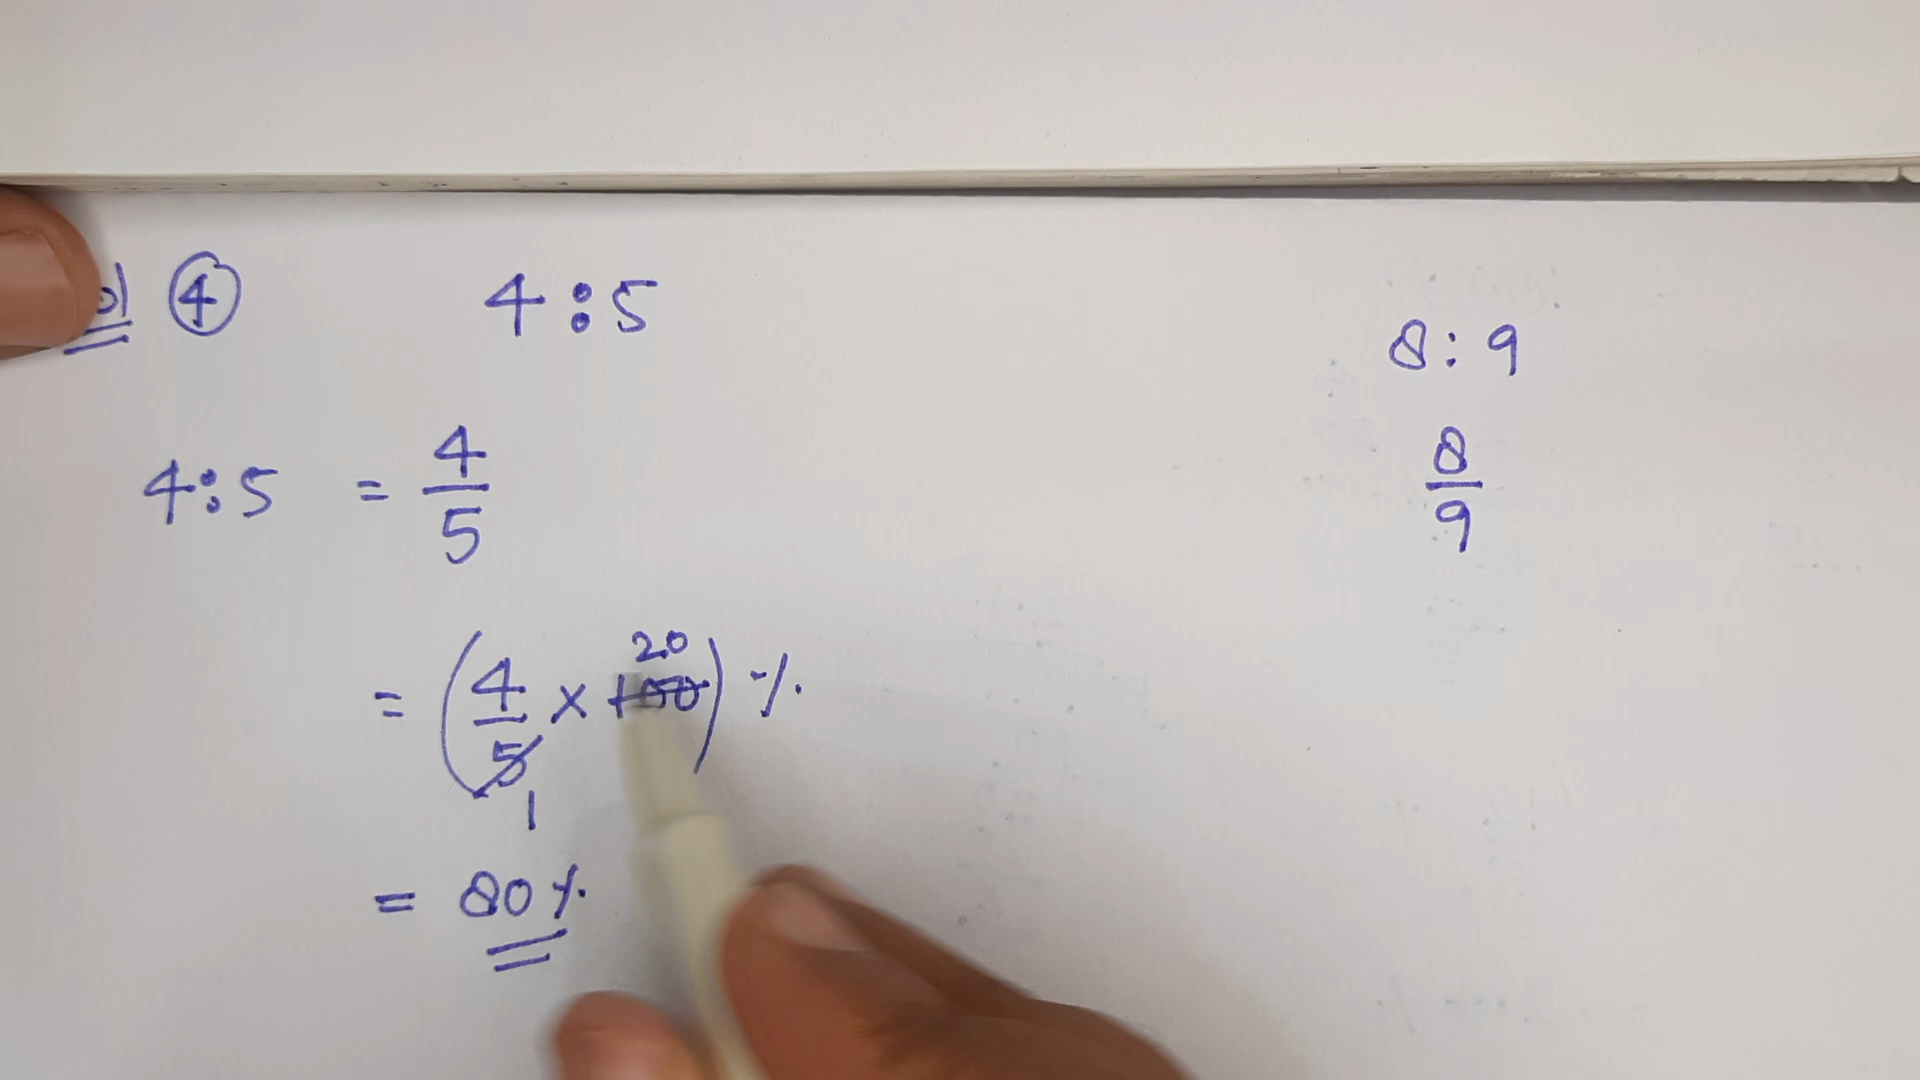 ④ 4 : 5
8 : 9
4:5 = 4/5
8/9
= (4/5 × 100) %
20
1
= 80 %